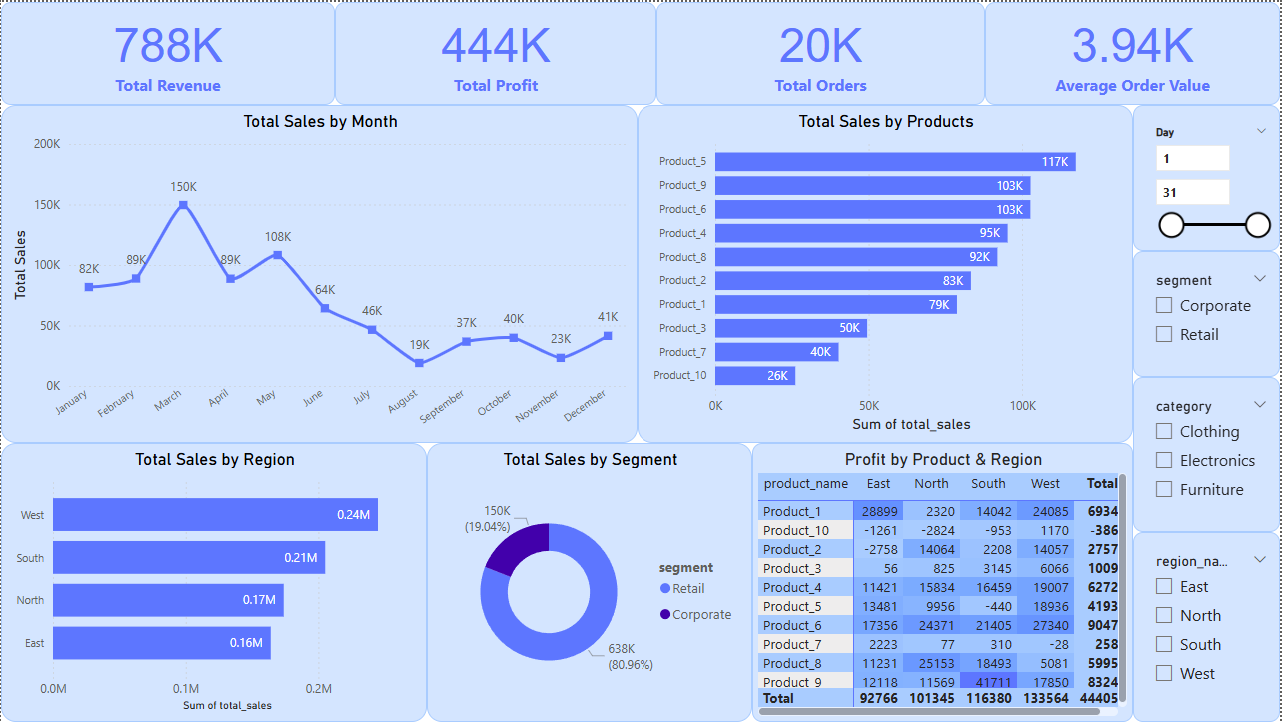 788K
Total Revenue
444K
Total Profit
20K
Total Orders
3.94K
Average Order Value
Total Sales by Month
Total Sales
200K
150K
100K
50K
0K
82K
89K
150K
89K
108K
64K
46K
19K
37K
40K
23K
41K
January
February
March
April
May
June
July
August
September
October
November
December
Total Sales by Products
Product_5 117K
Product_9 103K
Product_6 103K
Product_4 95K
Product_8 92K
Product_2 83K
Product_1 79K
Product_3 50K
Product_7 40K
Product_10 26K
0K 50K 100K
Sum of total_sales
Day
1
31
segment
Corporate
Retail
category
Clothing
Electronics
Furniture
region_na...
East
North
South
West
Total Sales by Region
West 0.24M
South 0.21M
North 0.17M
East 0.16M
0.0M 0.1M 0.2M
Sum of total_sales
Total Sales by Segment
150K
(19.04%)
638K
(80.96%)
segment
Retail
Corporate
Profit by Product & Region
product_name East North South West Total
Product_1 28899 2320 14042 24085 6934
Product_10 -1261 -2824 -953 1170 -386
Product_2 -2758 14064 2208 14057 2757
Product_3 56 825 3145 6066 1009
Product_4 11421 15834 16459 19007 6272
Product_5 13481 9956 -440 18936 4193
Product_6 17356 24371 21405 27340 9047
Product_7 2223 77 310 -28 258
Product_8 11231 25153 18493 5081 5995
Product_9 12118 11569 41711 17850 8324
Total 92766 101345 116380 133564 44405